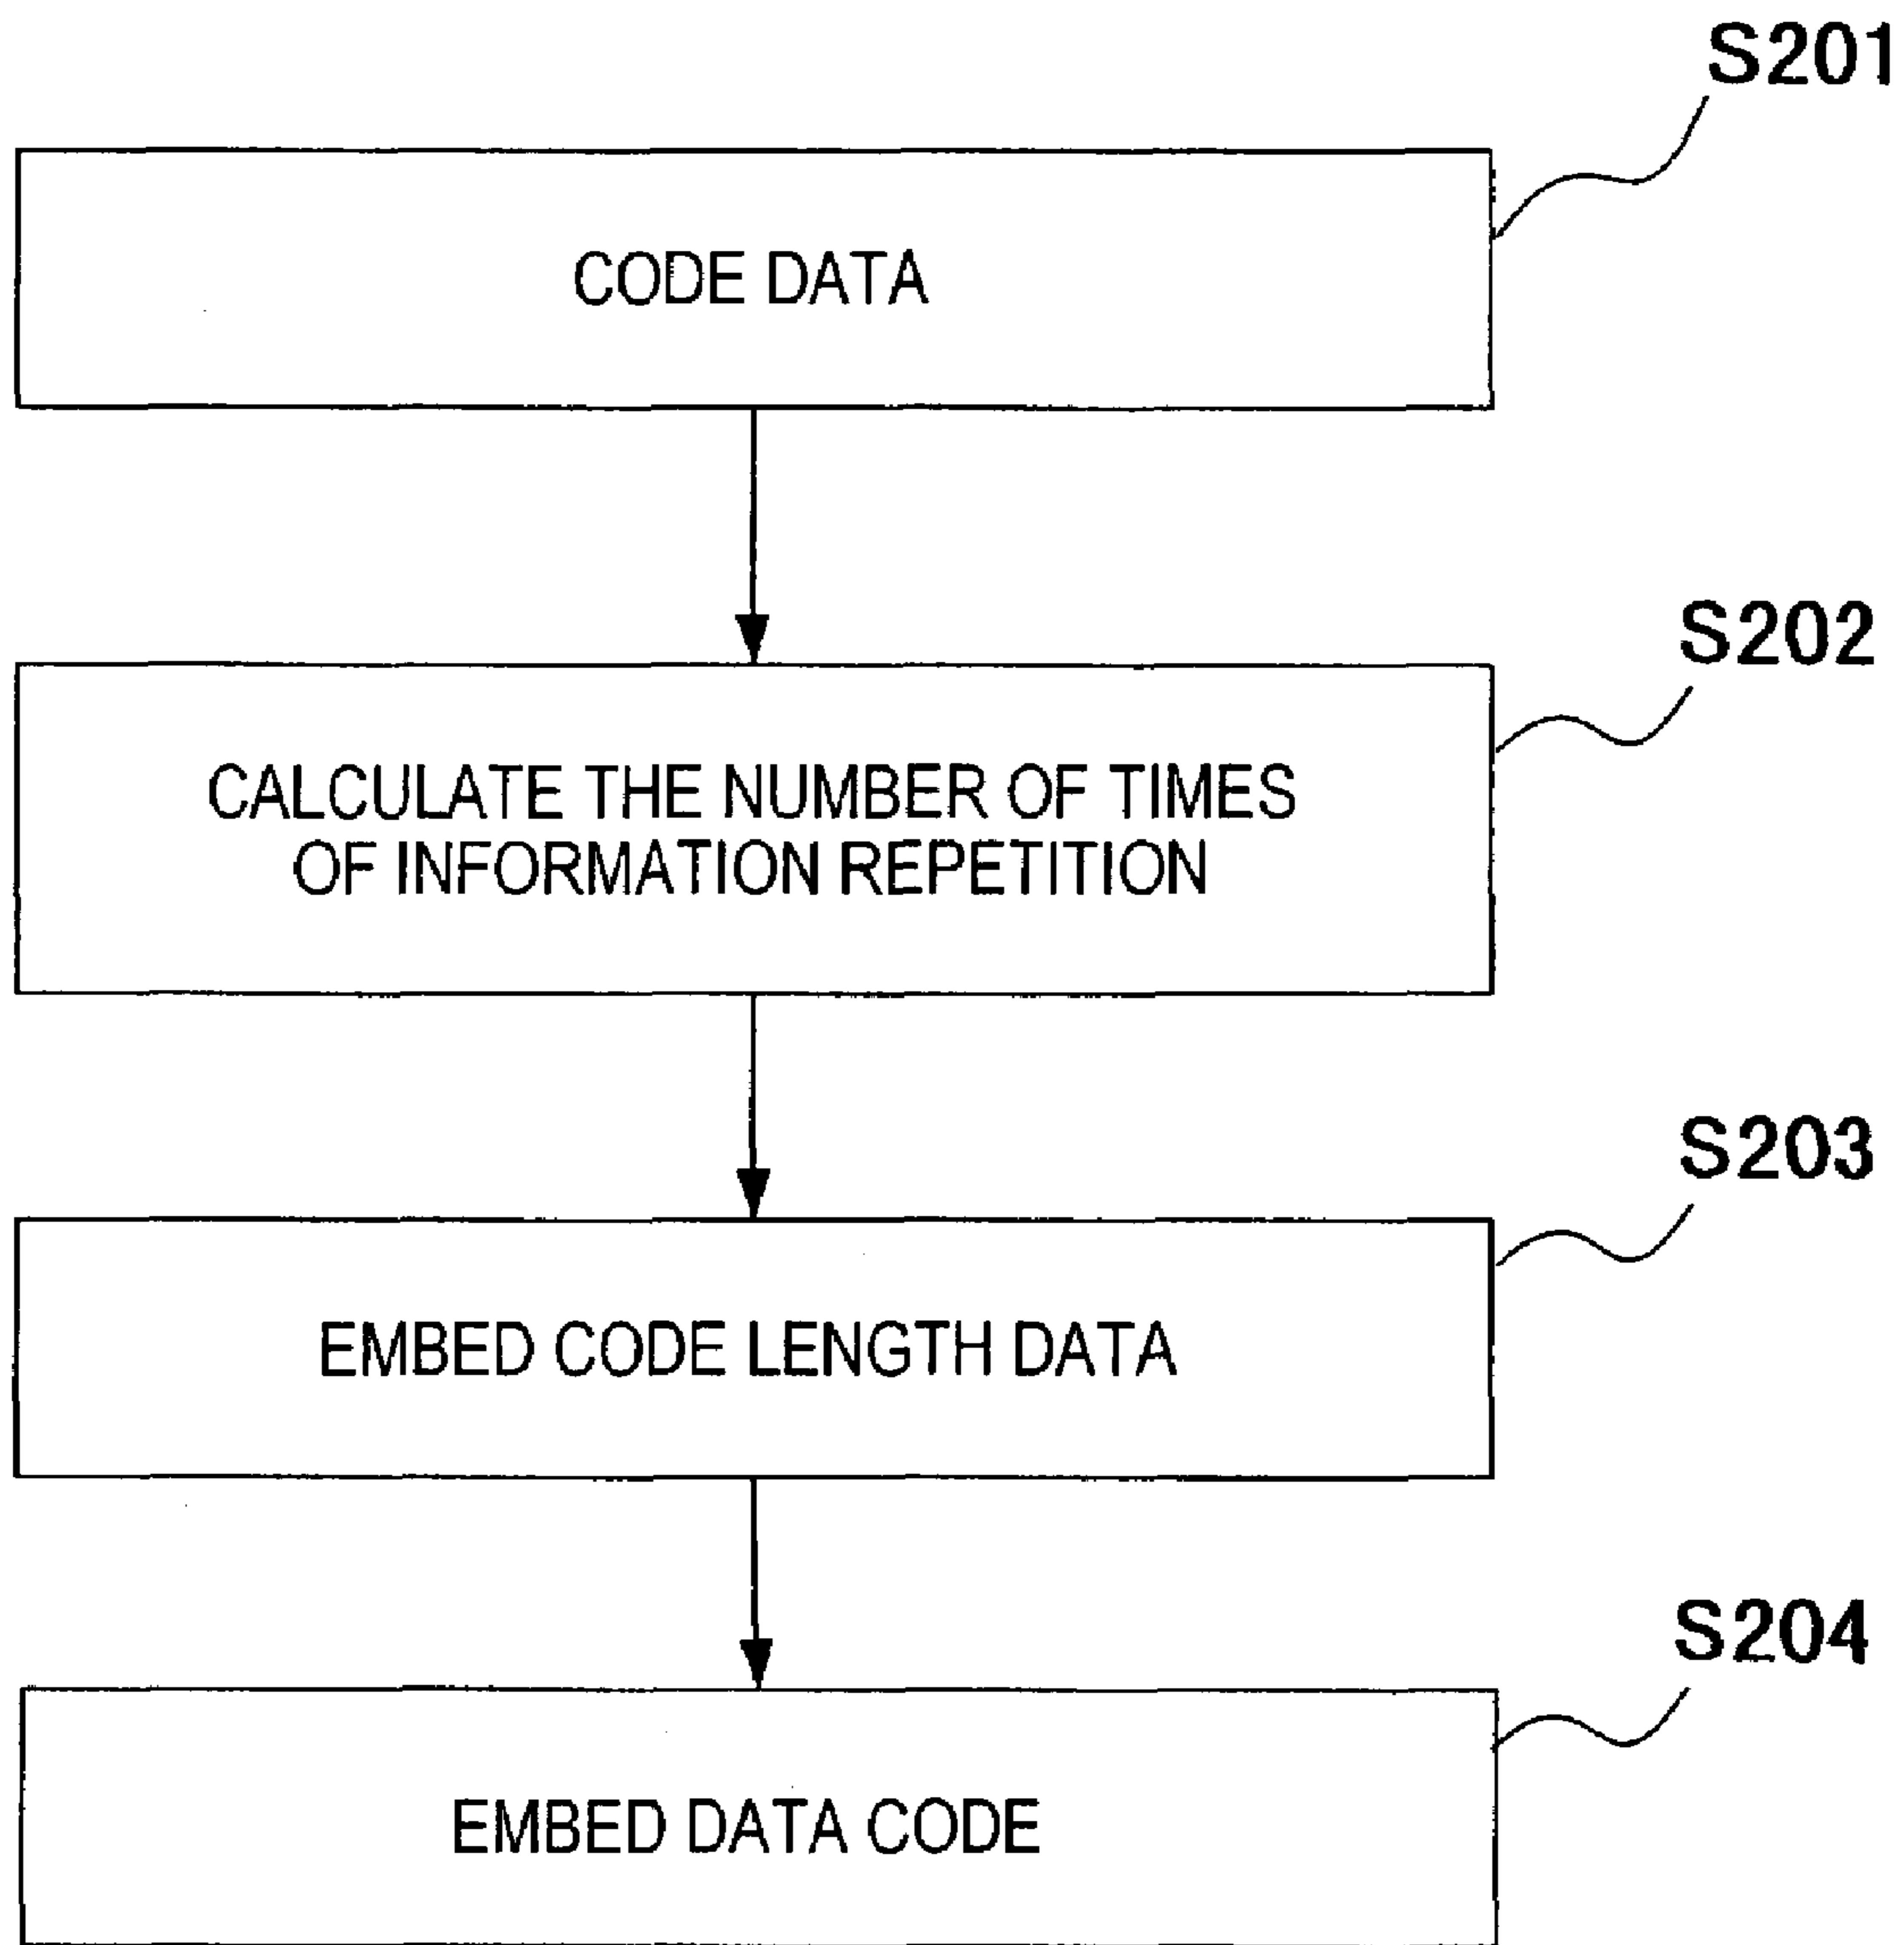 S201
CODE DATA
S202
CALCULATE THE NUMBER OF TIMES
OF INFORMATION REPETITION
S203
EMBED CODE LENGTH DATA
S204
EMBED DATA CODE